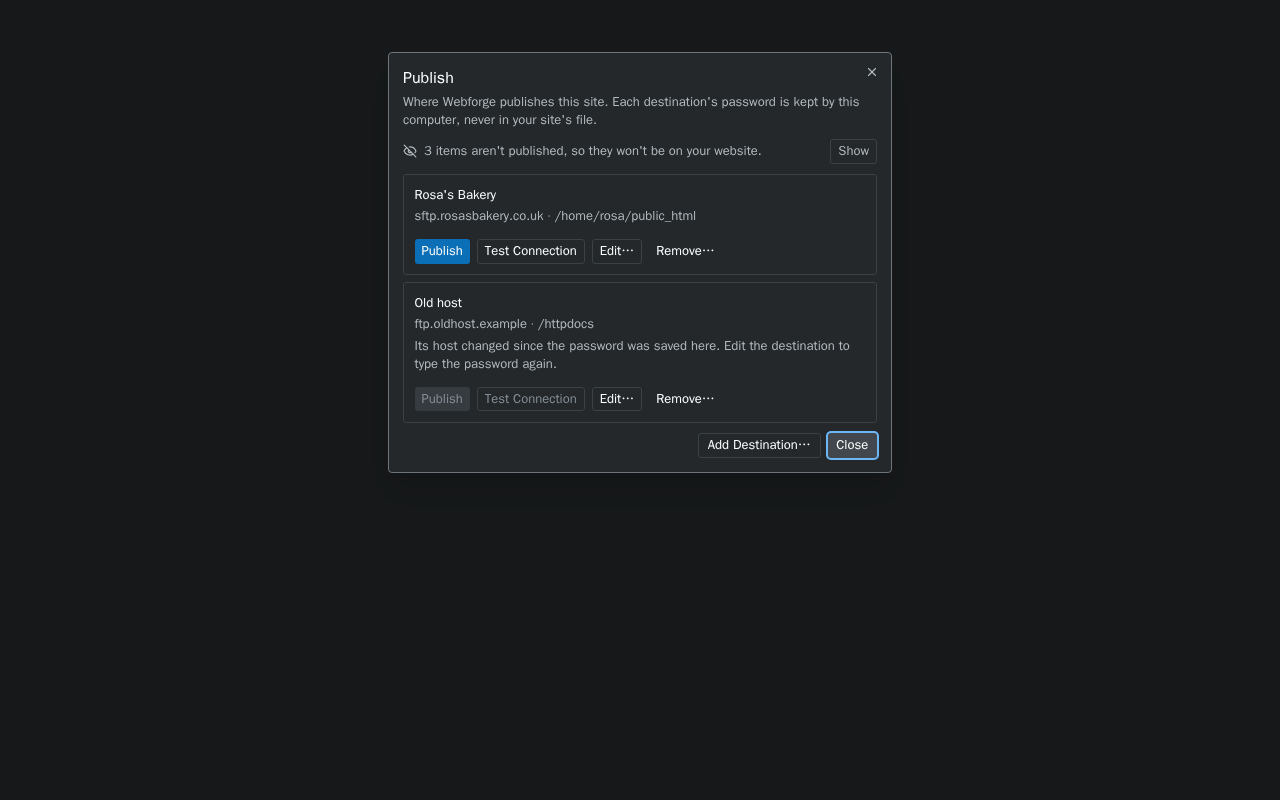 Publish
Where Webforge publishes this site. Each destination's password is kept by this
computer, never in your site's file.
3 items aren't published, so they won't be on your website.
Show
Rosa's Bakery
sftp.rosasbakery.co.uk · /home/rosa/public_html
Publish
Test Connection
Edit…
Remove…
Old host
ftp.oldhost.example · /httpdocs
Its host changed since the password was saved here. Edit the destination to
type the password again.
Publish
Test Connection
Edit…
Remove…
Add Destination…
Close